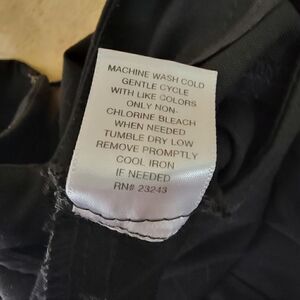 MACHINE WASH COLD
GENTLE CYCLE
WITH LIKE COLORS
ONLY NON-
CHLORINE BLEACH
WHEN NEEDED
TUMBLE DRY LOW
REMOVE PROMPTLY
COOL IRON
IF NEEDED
RN# 23243